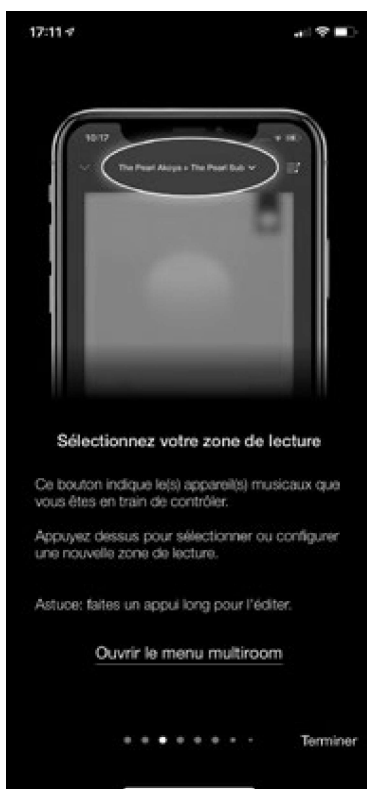 17:11
10:17
The Pearl Akoya + The Pearl Sub
Sélectionnez votre zone de lecture
Ce bouton indique le(s) appareil(s) musicaux que
vous êtes en train de contrôler.
Appuyez dessus pour sélectionner ou configurer
une nouvelle zone de lecture.
Astuce: faites un appui long pour l'éditer.
Ouvrir le menu multiroom
Terminer